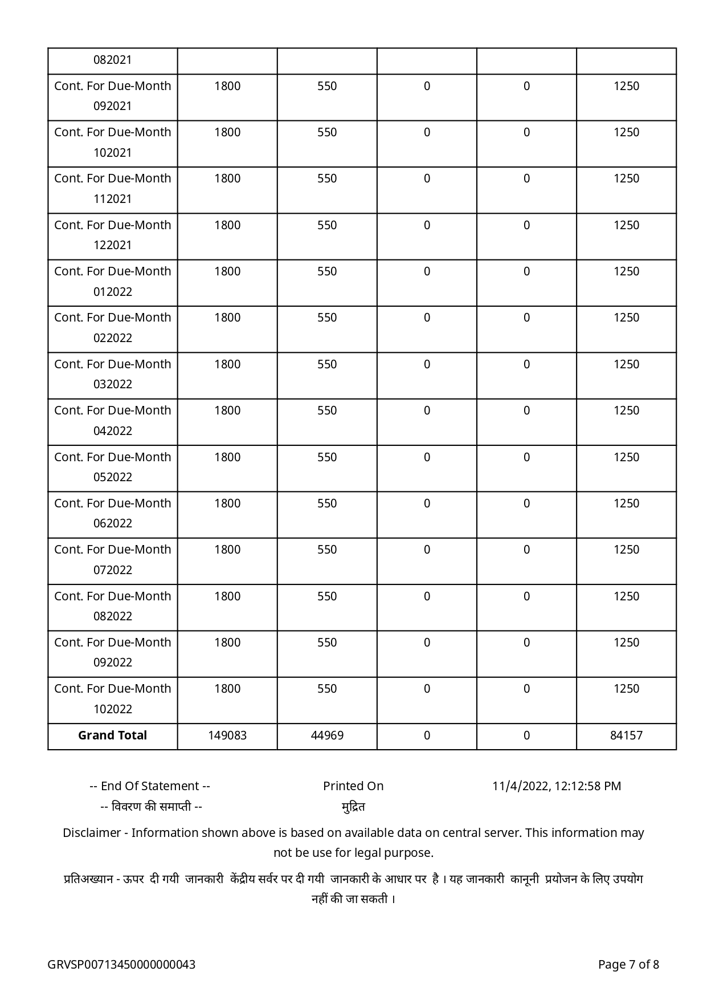 082021
Cont. For Due-Month 1800 550 0 0 1250
092021
Cont. For Due-Month 1800 550 0 0 1250
102021
Cont. For Due-Month 1800 550 0 0 1250
112021
Cont. For Due-Month 1800 550 0 0 1250
122021
Cont. For Due-Month 1800 550 0 0 1250
012022
Cont. For Due-Month 1800 550 0 0 1250
022022
Cont. For Due-Month 1800 550 0 0 1250
032022
Cont. For Due-Month 1800 550 0 0 1250
042022
Cont. For Due-Month 1800 550 0 0 1250
052022
Cont. For Due-Month 1800 550 0 0 1250
062022
Cont. For Due-Month 1800 550 0 0 1250
072022
Cont. For Due-Month 1800 550 0 0 1250
082022
Cont. For Due-Month 1800 550 0 0 1250
092022
Cont. For Due-Month 1800 550 0 0 1250
102022
Grand Total 149083 44969 0 0 84157
-- End Of Statement -- Printed On 11/4/2022, 12:12:58 PM
-- विवरण की समाप्ती -- मुद्रित
Disclaimer - Information shown above is based on available data on central server. This information may
not be use for legal purpose.
प्रतिअख्यान - ऊपर दी गयी जानकारी केंद्रीय सर्वर पर दी गयी जानकारी के आधार पर है । यह जानकारी कानूनी प्रयोजन के लिए उपयोग
नहीं की जा सकती ।
GRVSP00713450000000043 Page 7 of 8